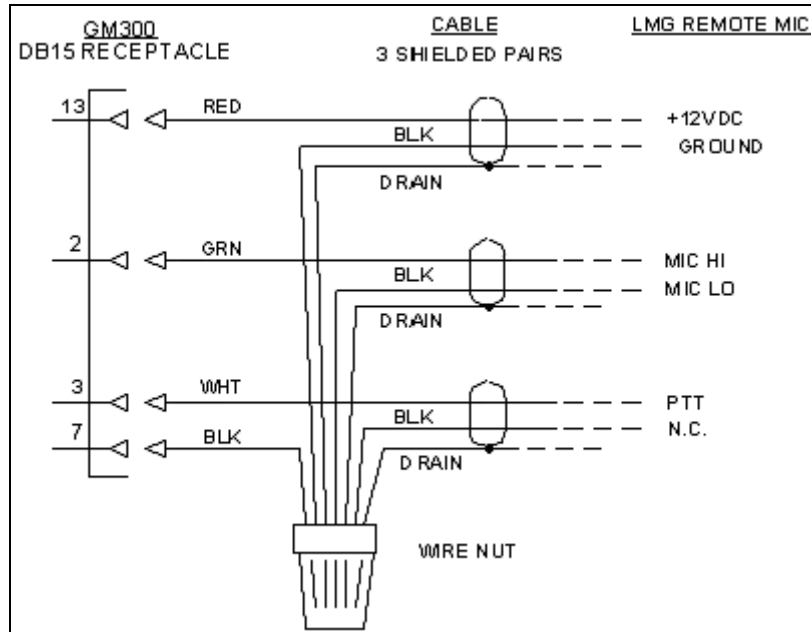 GM300
DB15 RECEPTACLE
CABLE
3 SHIELDED PAIRS
LMG REMOTE MIC
13
RED
+12VDC
BLK
GROUND
DRAIN
2
GRN
MIC HI
BLK
MIC LO
DRAIN
3
WHT
PTT
BLK
N.C.
7
BLK
DRAIN
WIRE NUT